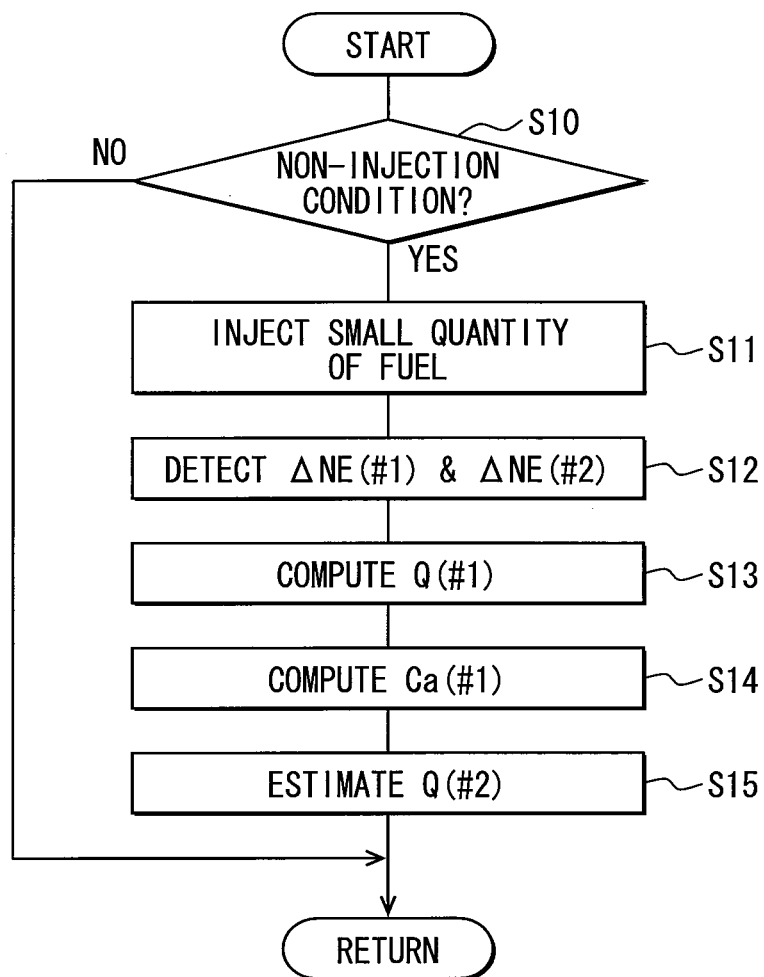 START
S10
NO
NON-INJECTION
CONDITION?
YES
INJECT SMALL QUANTITY
OF FUEL
S11
DETECT ΔNE(#1) & ΔNE(#2)
S12
COMPUTE Q(#1)
S13
COMPUTE Ca(#1)
S14
ESTIMATE Q(#2)
S15
RETURN